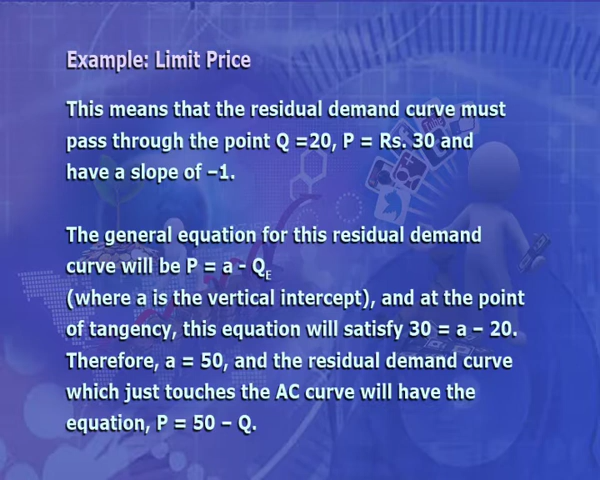 Example: Limit Price
This means that the residual demand curve must
pass through the point Q =20, P = Rs. 30 and
have a slope of –1.
The general equation for this residual demand
curve will be P = a - QE
(where a is the vertical intercept), and at the point
of tangency, this equation will satisfy 30 = a – 20.
Therefore, a = 50, and the residual demand curve
which just touches the AC curve will have the
equation, P = 50 – Q.